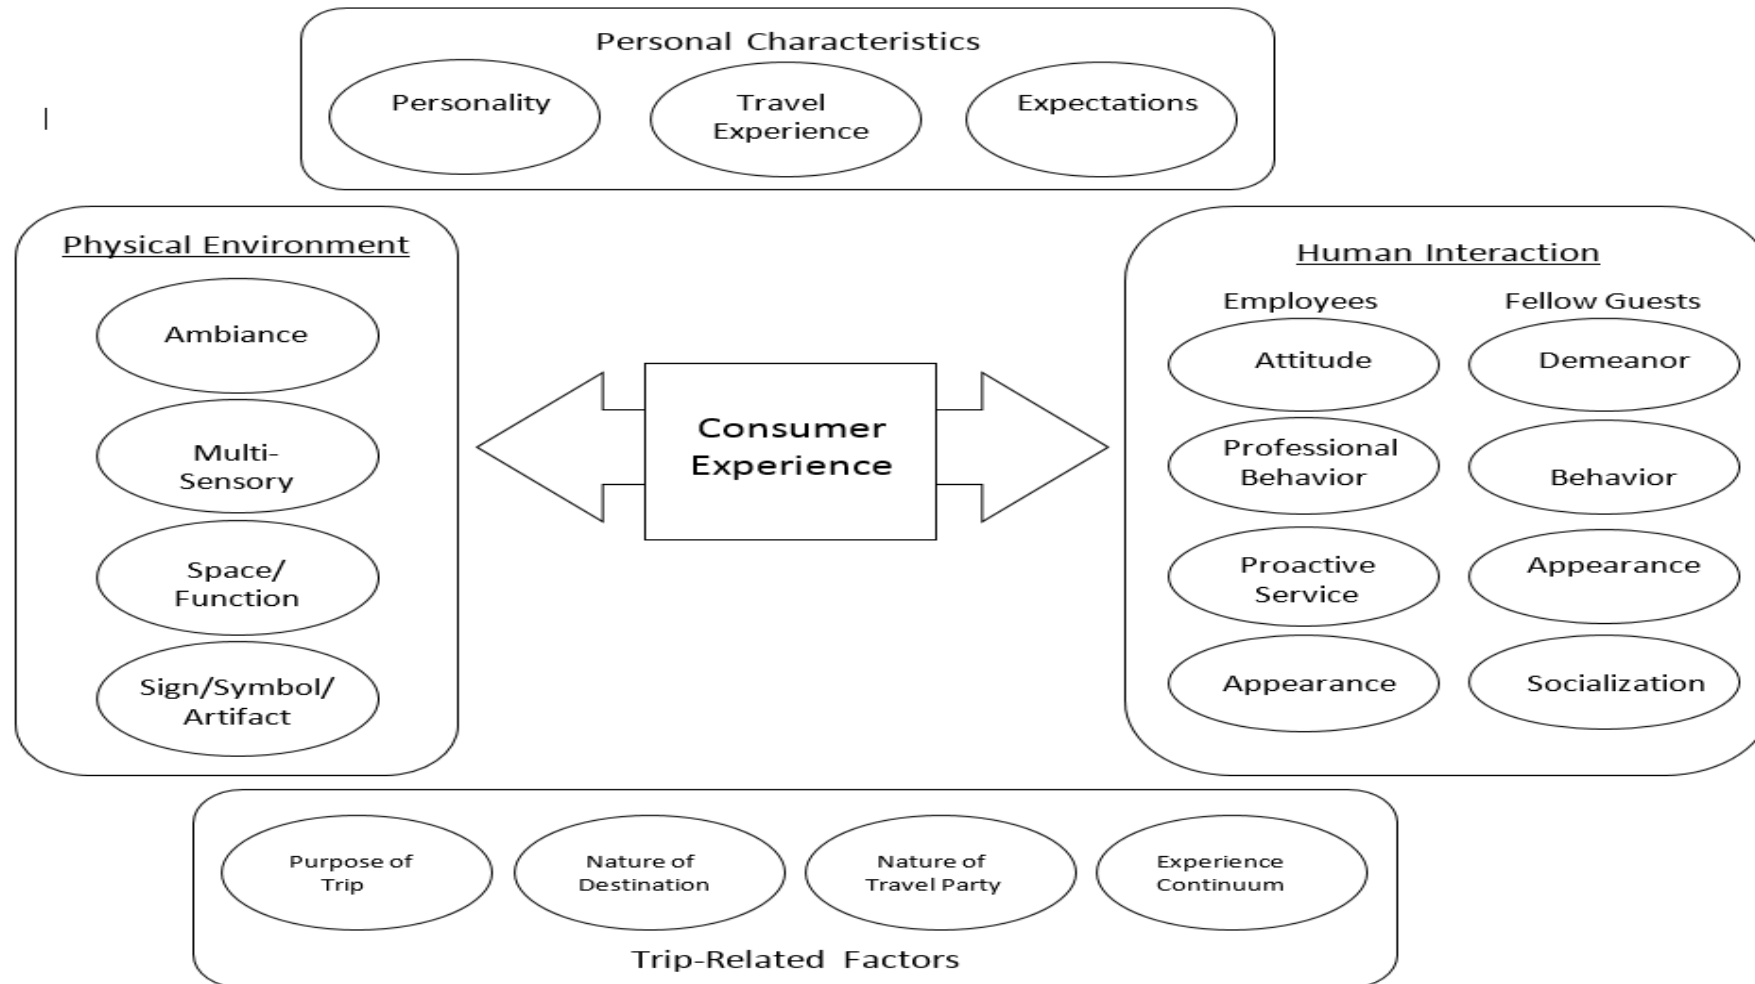 Personal Characteristics
Personality
Travel
Experience
Expectations
Physical Environment
Ambiance
Multi-
Sensory
Space/
Function
Sign/Symbol/
Artifact
Consumer
Experience
Human Interaction
Employees
Attitude
Professional
Behavior
Proactive
Service
Appearance
Fellow Guests
Demeanor
Behavior
Appearance
Socialization
Purpose of
Trip
Nature of
Destination
Nature of
Travel Party
Experience
Continuum
Trip-Related Factors